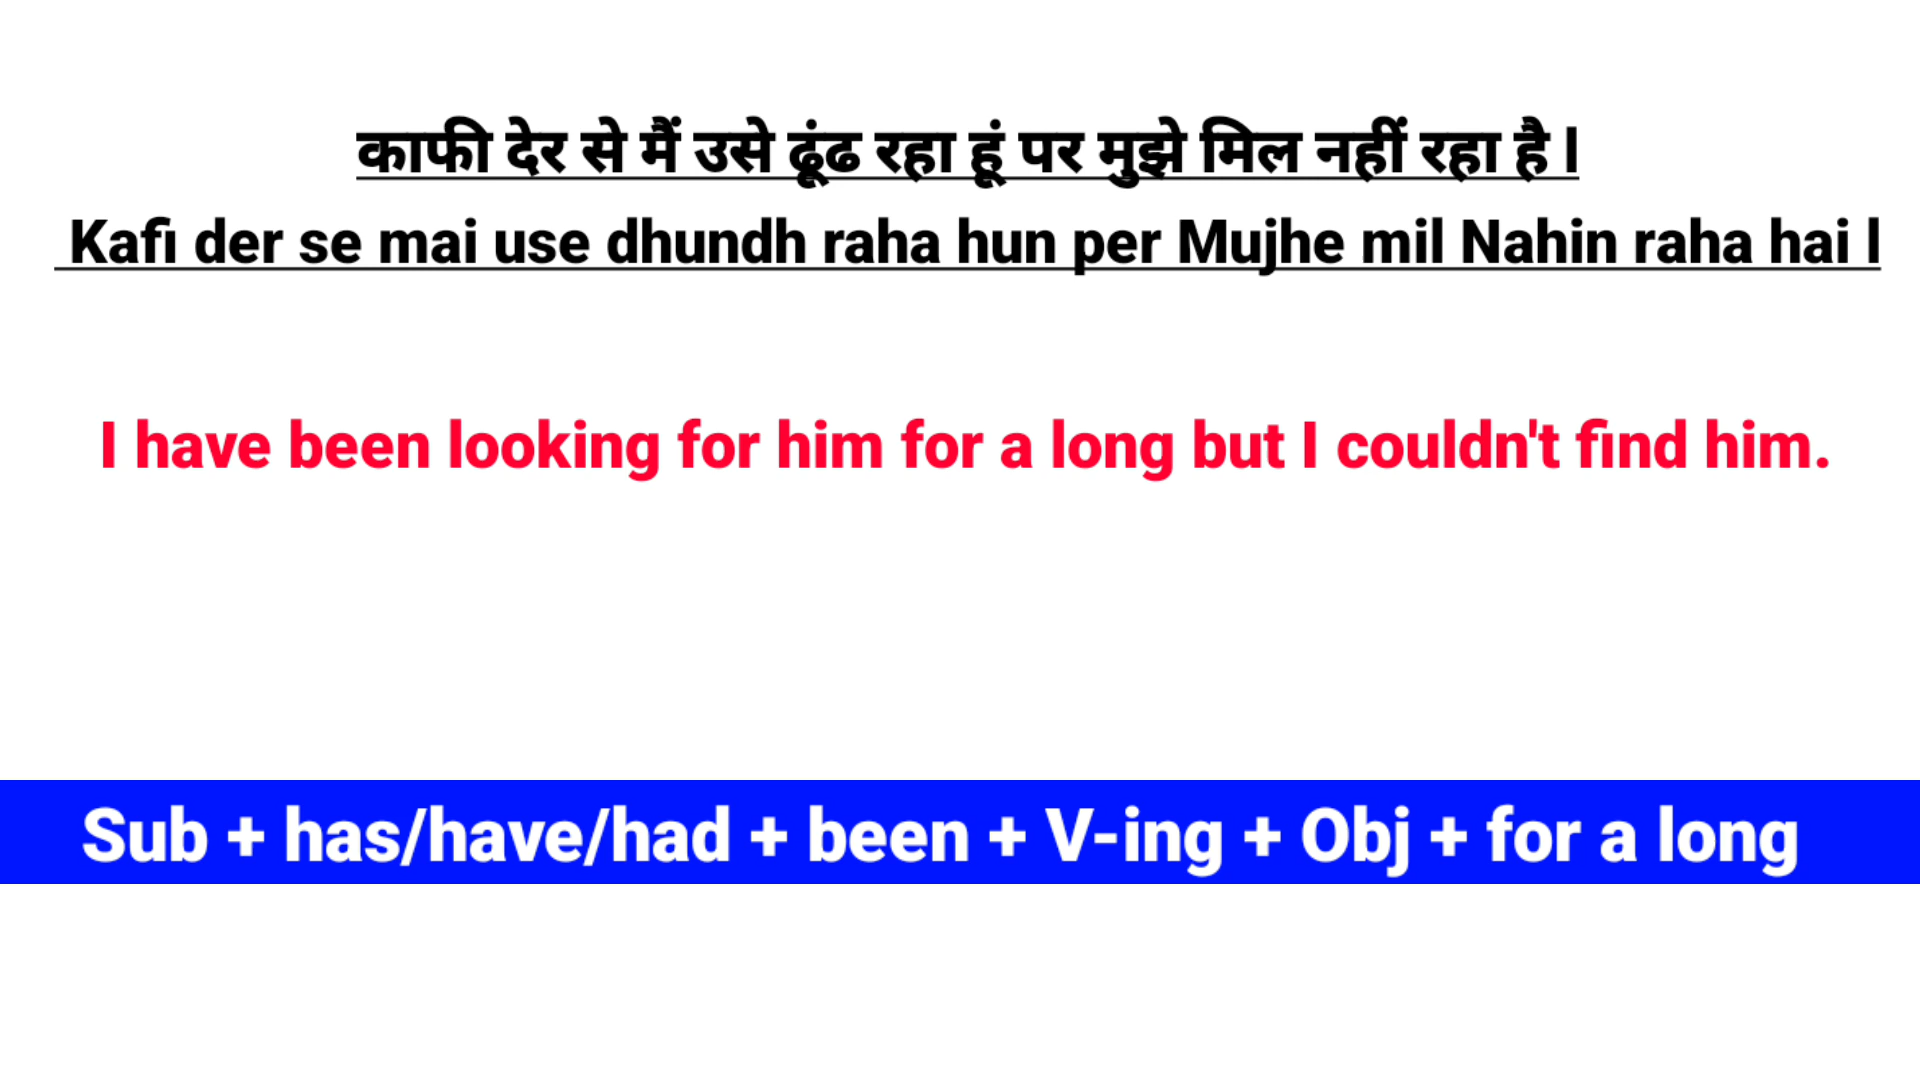 काफी देर से मैं उसे ढूंढ रहा हूं पर मुझे मिल नहीं रहा है l
Kafi der se mai use dhundh raha hun per Mujhe mil Nahin raha hai l
I have been looking for him for a long but I couldn't find him.
Sub + has/have/had + been + V-ing + Obj + for a long